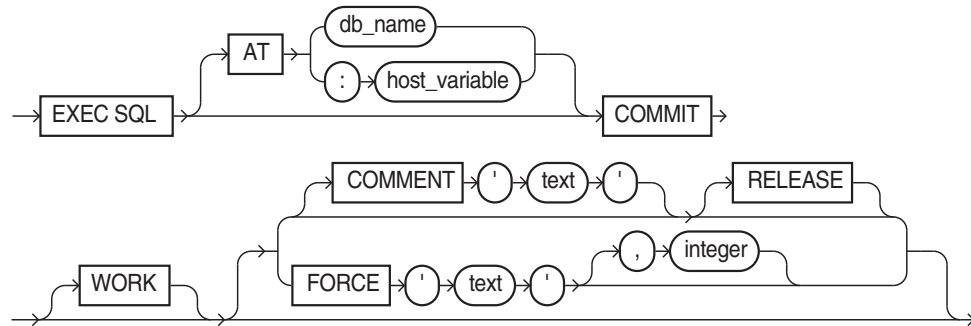 db_name
AT
: host_variable
EXEC SQL COMMIT
COMMENT ' text ' RELEASE
, integer
WORK FORCE ' text '